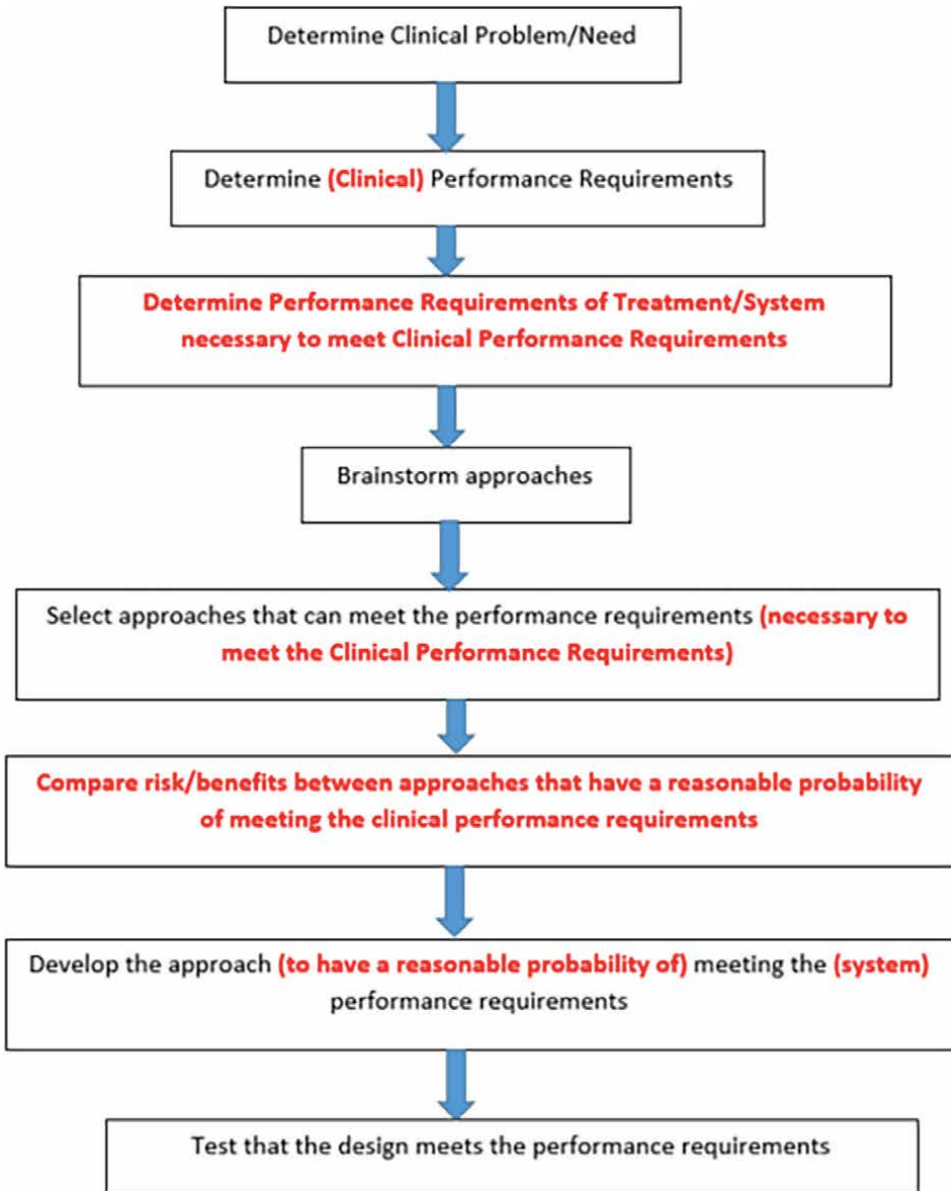 Determine Clinical Problem/Need
Determine (Clinical) Performance Requirements
Determine Performance Requirements of Treatment/System
necessary to meet Clinical Performance Requirements
Brainstorm approaches
Select approaches that can meet the performance requirements (necessary to
meet the Clinical Performance Requirements)
Compare risk/benefits between approaches that have a reasonable probability
of meeting the clinical performance requirements
Develop the approach (to have a reasonable probability of) meeting the (system)
performance requirements
Test that the design meets the performance requirements